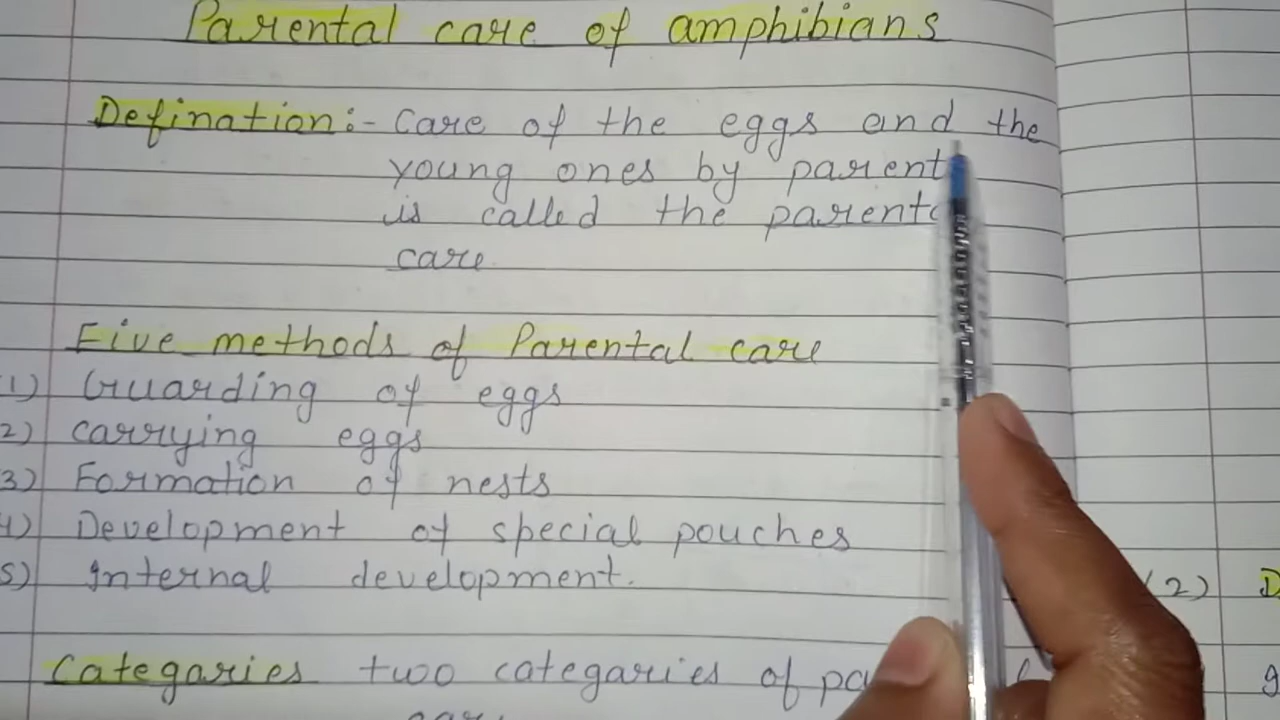 Parental care of amphibians
Defination:- Care of the eggs and the
young ones by parent
is called the
care
Five methods of Parental care
1) Guarding of eggs
2) Carrying eggs
3) Formation of nests
4) Development of special pouches
5) Internal development.
Categaries two categaries of
(2)